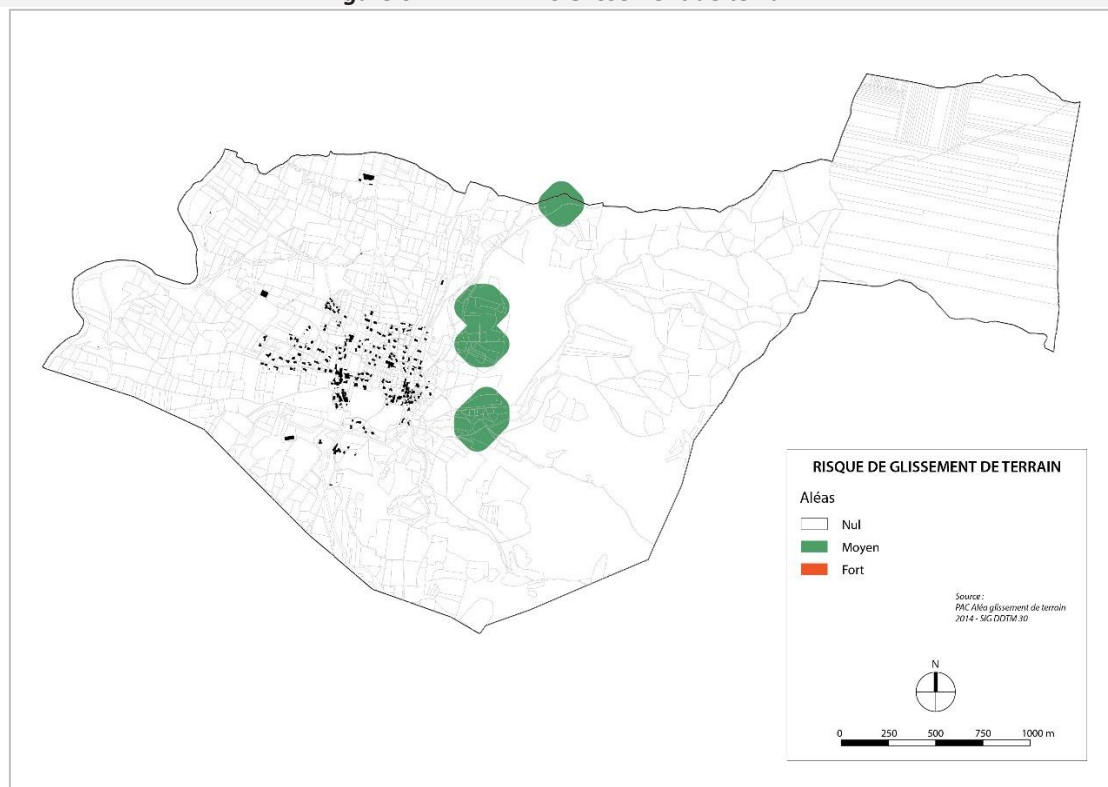 RISQUE DE GLISSEMENT DE TERRAIN
Aléas
Nul
Moyen
Fort
Source :
PAC Aléa glissement de terrain
2014 - SIG DDTM 30
N
0 250 500 750 1000 m